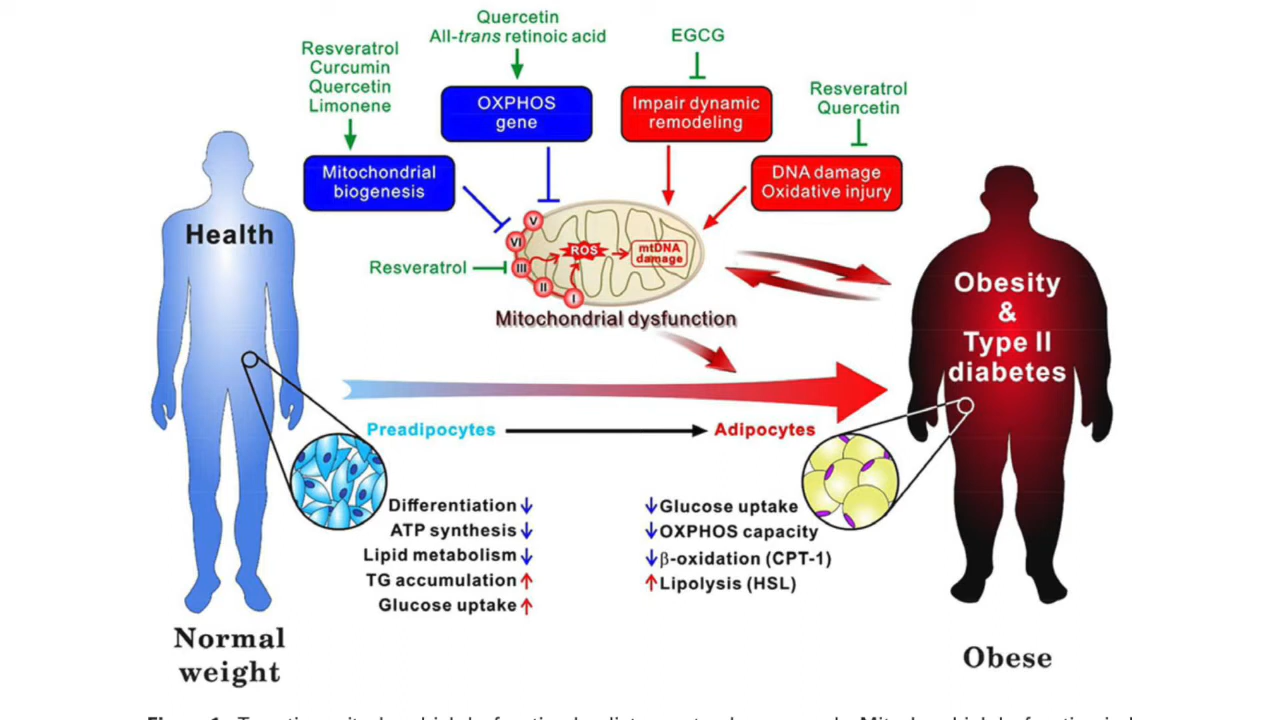 Quercetin
All-trans retinoic acid
EGCG
Resveratrol
Curcumin
Quercetin
Limonene
Resveratrol
Quercetin
OXPHOS
gene
Impair dynamic
remodeling
Mitochondrial
biogenesis
DNA damage
Oxidative injury
Health
V
VI
III
II
I
ROS
mtDNA
damage
Resveratrol
Mitochondrial dysfunction
Obesity
&
Type II
diabetes
Preadipocytes
Adipocytes
Differentiation ↓
ATP synthesis ↓
Lipid metabolism ↓
TG accumulation ↑
Glucose uptake ↑
↓ Glucose uptake
↓ OXPHOS capacity
↓ β-oxidation (CPT-1)
↑ Lipolysis (HSL)
Normal
weight
Obese